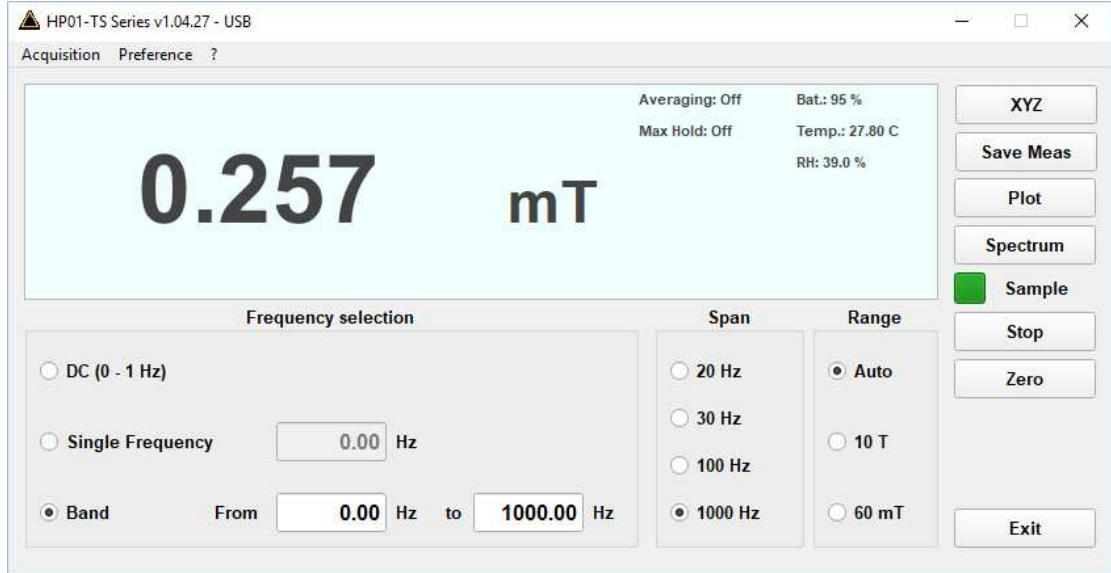 HP01-TS Series v1.04.27 - USB
Acquisition Preference ?
0.257 mT
Averaging: Off Bat.: 95 %
Max Hold: Off Temp.: 27.80 C
RH: 39.0 %
XYZ
Save Meas
Plot
Spectrum
Sample
Stop
Zero
Exit
Frequency selection
DC (0 - 1 Hz)
Single Frequency 0.00 Hz
Band From 0.00 Hz to 1000.00 Hz
Span
20 Hz
30 Hz
100 Hz
1000 Hz
Range
Auto
10 T
60 mT